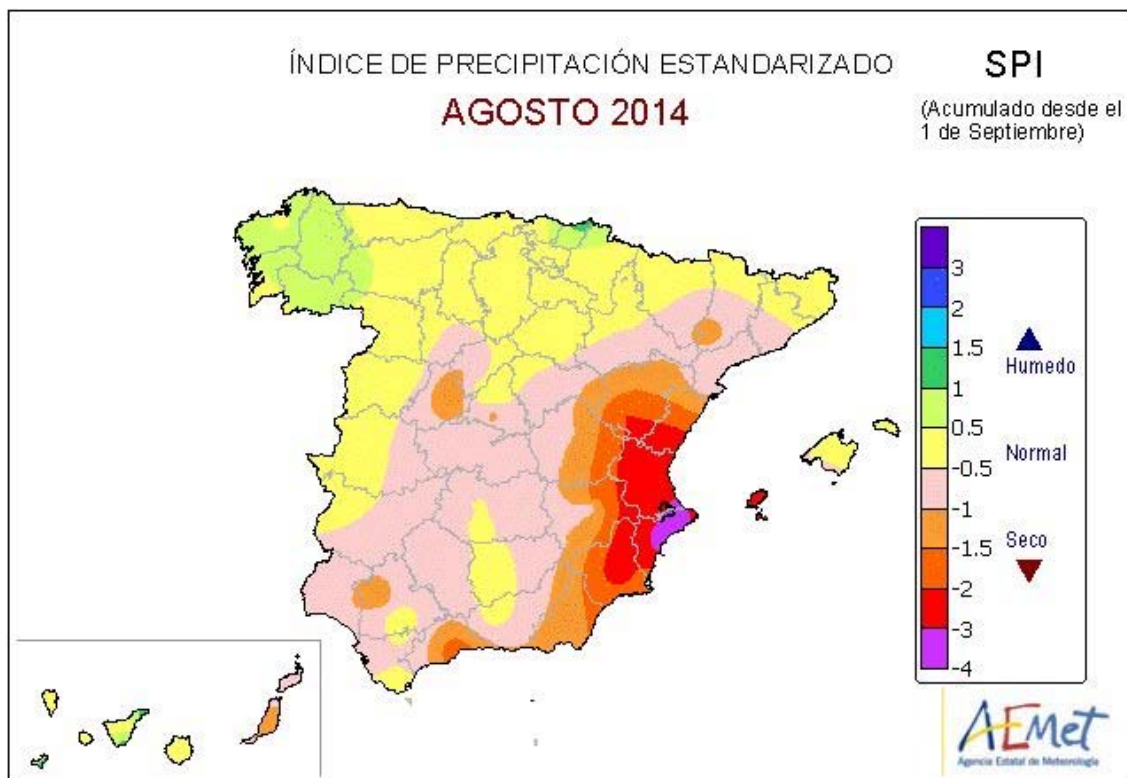 ÍNDICE DE PRECIPITACIÓN ESTANDARIZADO
AGOSTO 2014
SPI
(Acumulado desde el
1 de Septiembre)
3
2
1.5
1
0.5
-0.5
-1
-1.5
-2
-3
-4
Humedo
Normal
Seco
AEMet
Agencia Estatal de Meteorología